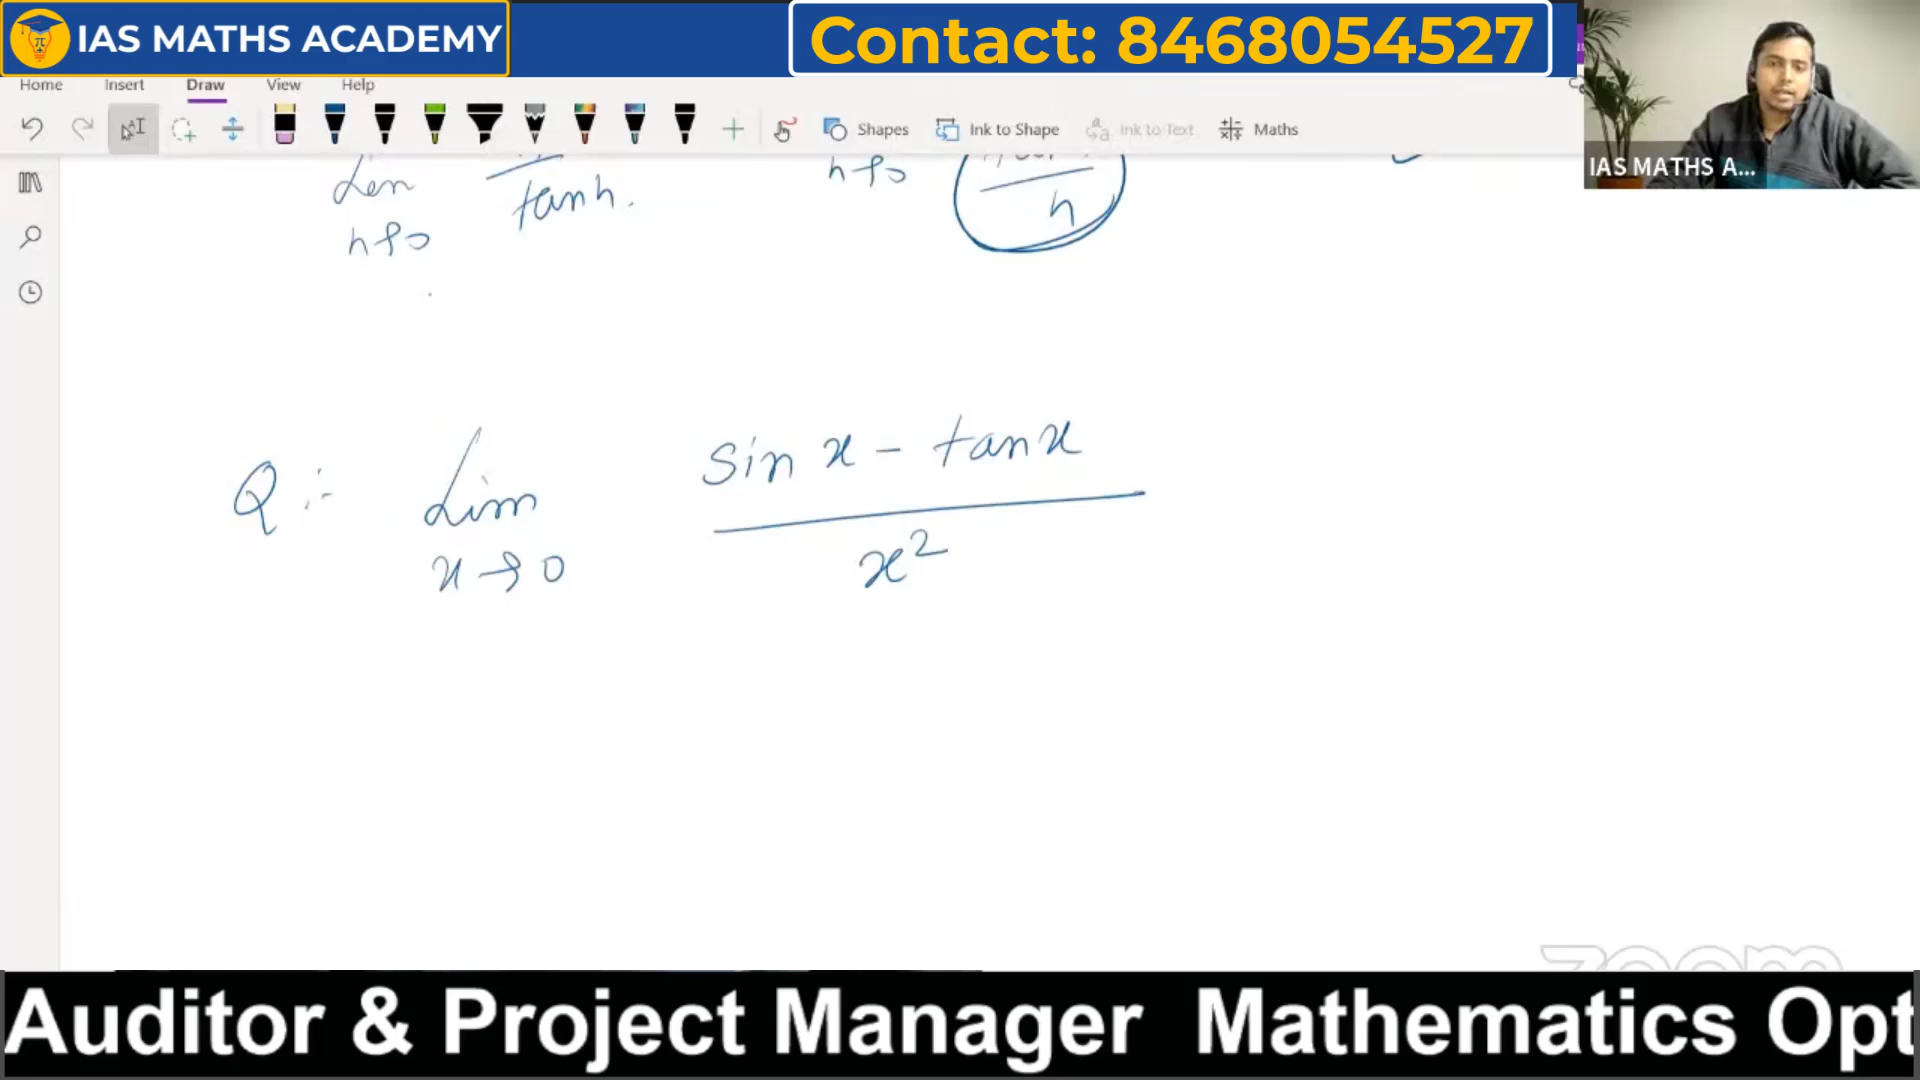 IAS MATHS ACADEMY
Contact: 8468054527
Home Insert Draw View Help
Shapes Ink to Shape Ink to Text Maths
IAS MATHS A...
tanh.
h→0
h→0
h
Q :- Lim sin x - tan x
x→0 x²
zoom
Auditor & Project Manager Mathematics Opt